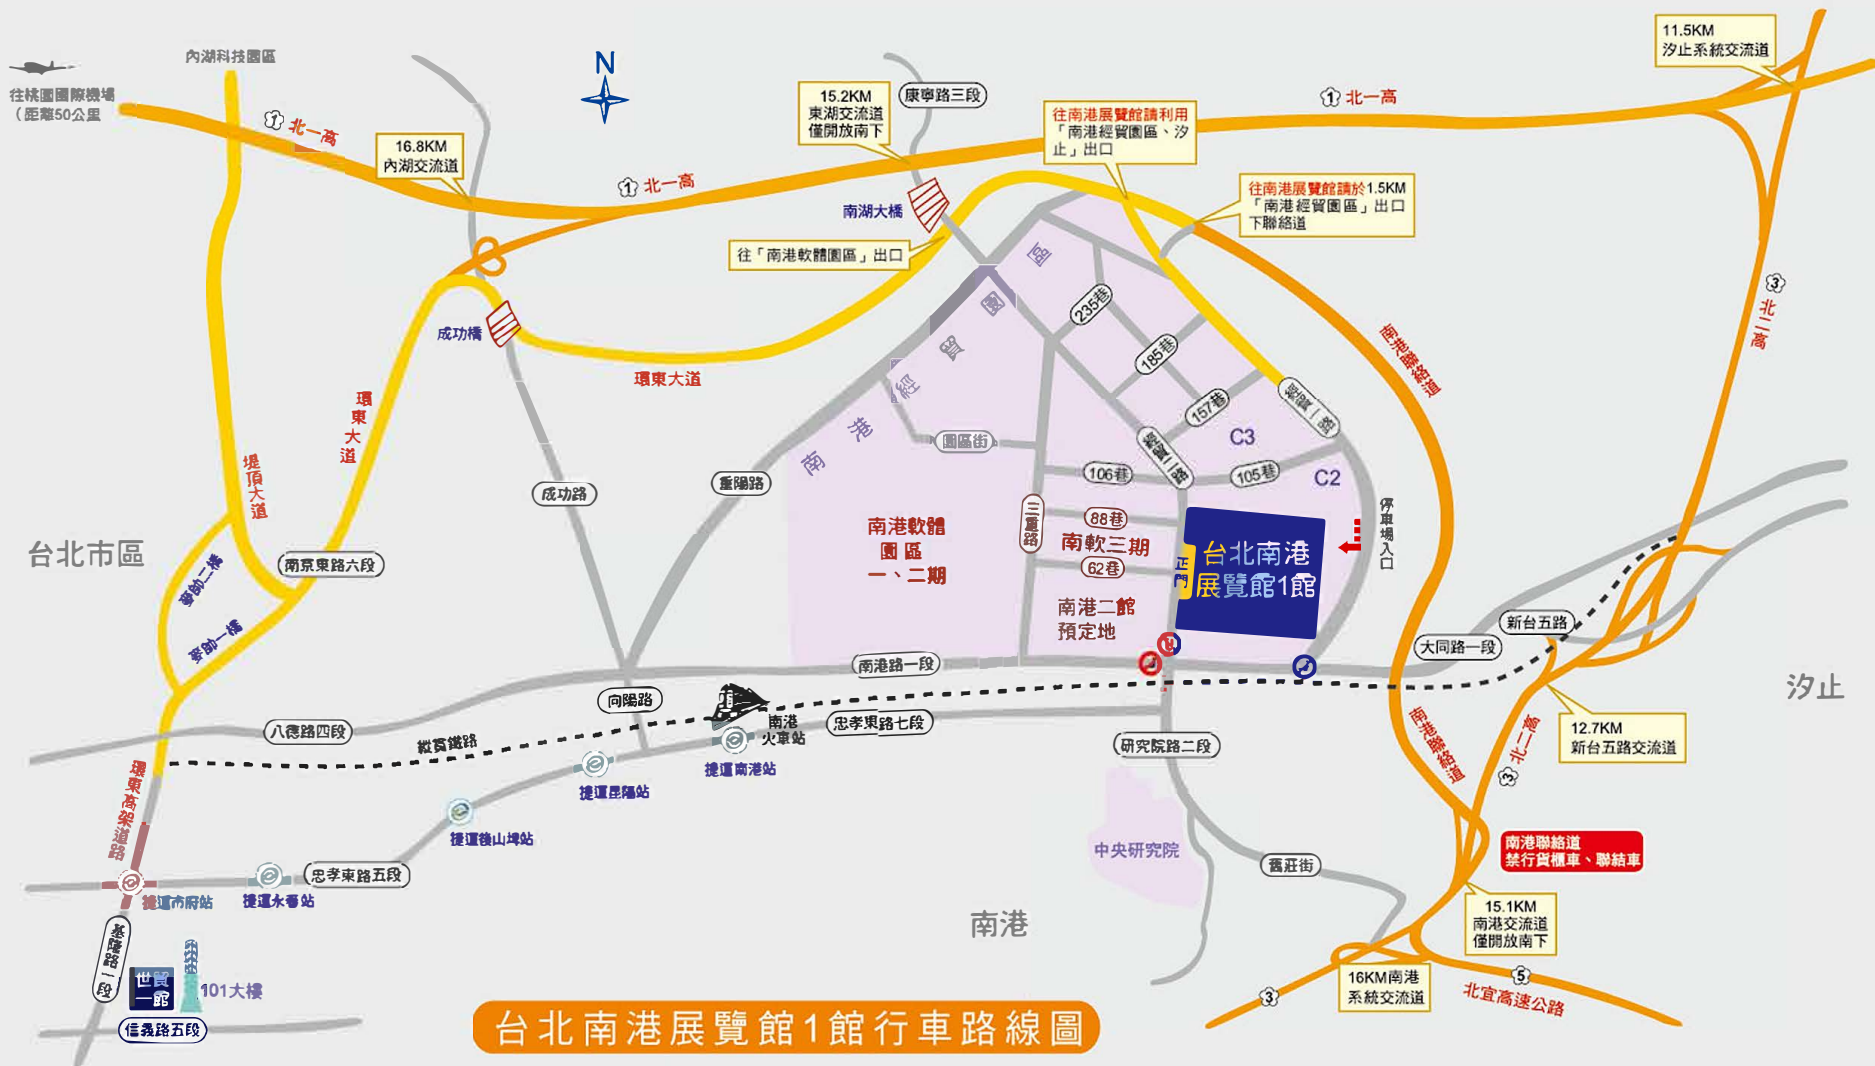 內湖科技園區
往桃園國際機場
（距離50公里
1 北一高
16.8KM
內湖交流道
N
15.2KM
東湖交流道
僅開放南下
康寧路三段
往南港展覽館請利用
「南港經貿園區、汐
止」出口
1 北一高
11.5KM
汐止系統交流道
1 北一高
南湖大橋
往南港展覽館請於1.5KM
「南港經貿園區」出口
下聯絡道
往「南港軟體園區」出口
成功橋
環東大道
環東大道
堤頂大道
南港經貿園區
235巷
185巷
157巷
經貿一路
經貿二路
南港聯絡道
3 北二高
C3
C2
園區街
106巷
105巷
重陽路
成功路
三重路
88巷
南軟三期
62巷
南港軟體
園區
一、二期
南港二館
預定地
正門
台北南港
展覽館1館
停車場入口
台北市區
南京東路六段
麥帥二橋
麥帥一橋
新台五路
大同路一段
汐止
南港路一段
向陽路
八德路四段
縱貫鐵路
南港
火車站
忠孝東路七段
捷運南港站
捷運昆陽站
捷運後山埤站
研究院路二段
南港聯絡道
3 北二高
12.7KM
新台五路交流道
環東高架道路
忠孝東路五段
捷運市府站
捷運永春站
中央研究院
舊莊街
南港聯絡道
禁行貨櫃車、聯結車
15.1KM
南港交流道
僅開放南下
南港
基隆路一段
世貿
一館
101大樓
信義路五段
16KM南港
系統交流道
3
5
北宜高速公路
台北南港展覽館1館行車路線圖